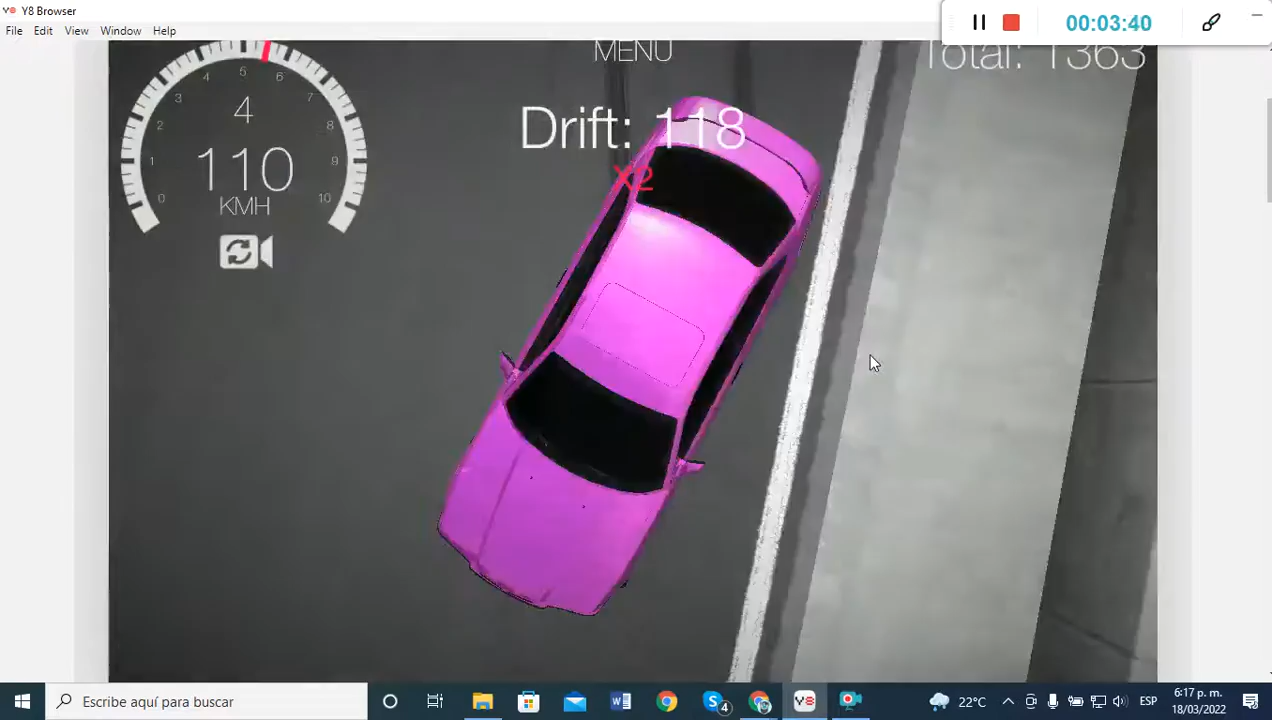 Y8 Browser
File Edit View Window Help
00:03:40
MENU
Total: 1363
Drift: 118
X2
0 1 2 3 4 5 6 7 8 9 10
4
110
KMH
Escribe aquí para buscar
4
22°C
ESP
6:17 p. m.
18/03/2022